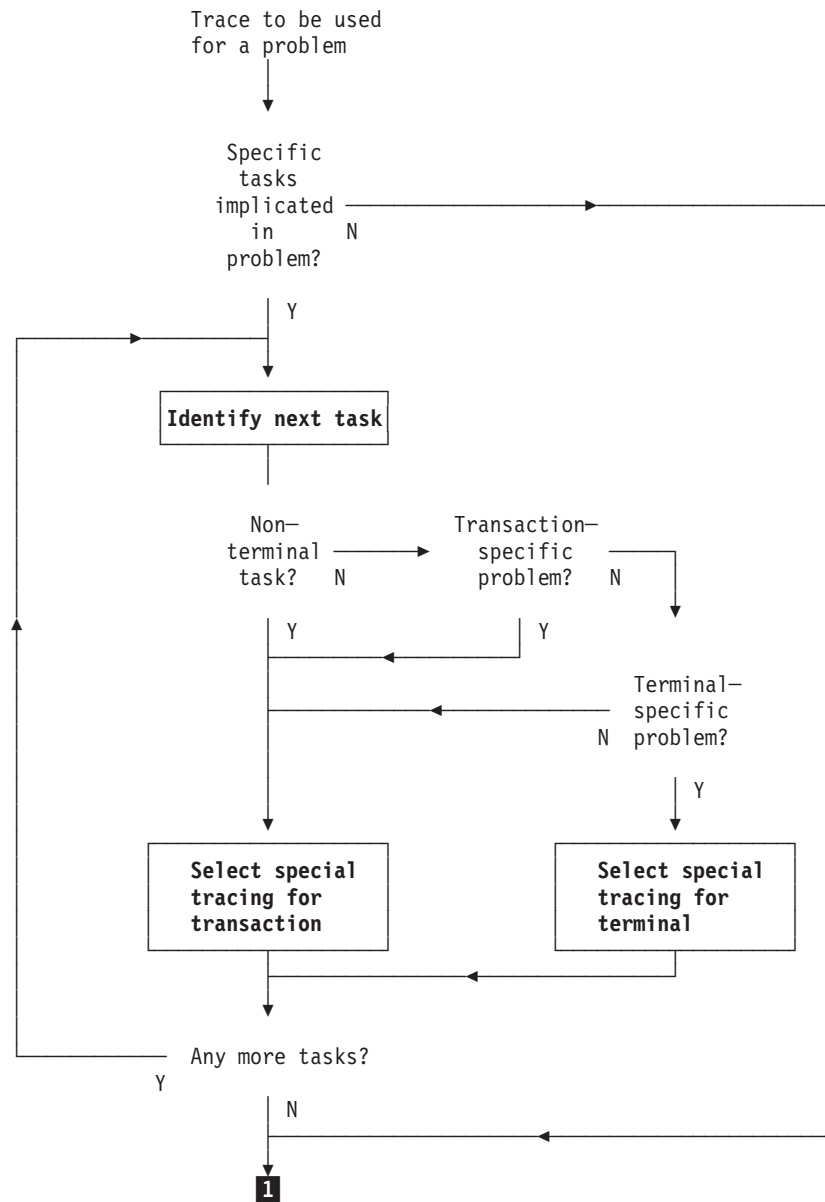 Trace to be used
for a problem
Specific
tasks
implicated
in
problem?
N
Y
Identify next task
Non—
terminal
task?
N
Transaction—
specific
problem?
N
Y
Y
Terminal—
specific
problem?
N
Y
Select special
tracing for
transaction
Select special
tracing for
terminal
Any more tasks?
Y
N
1